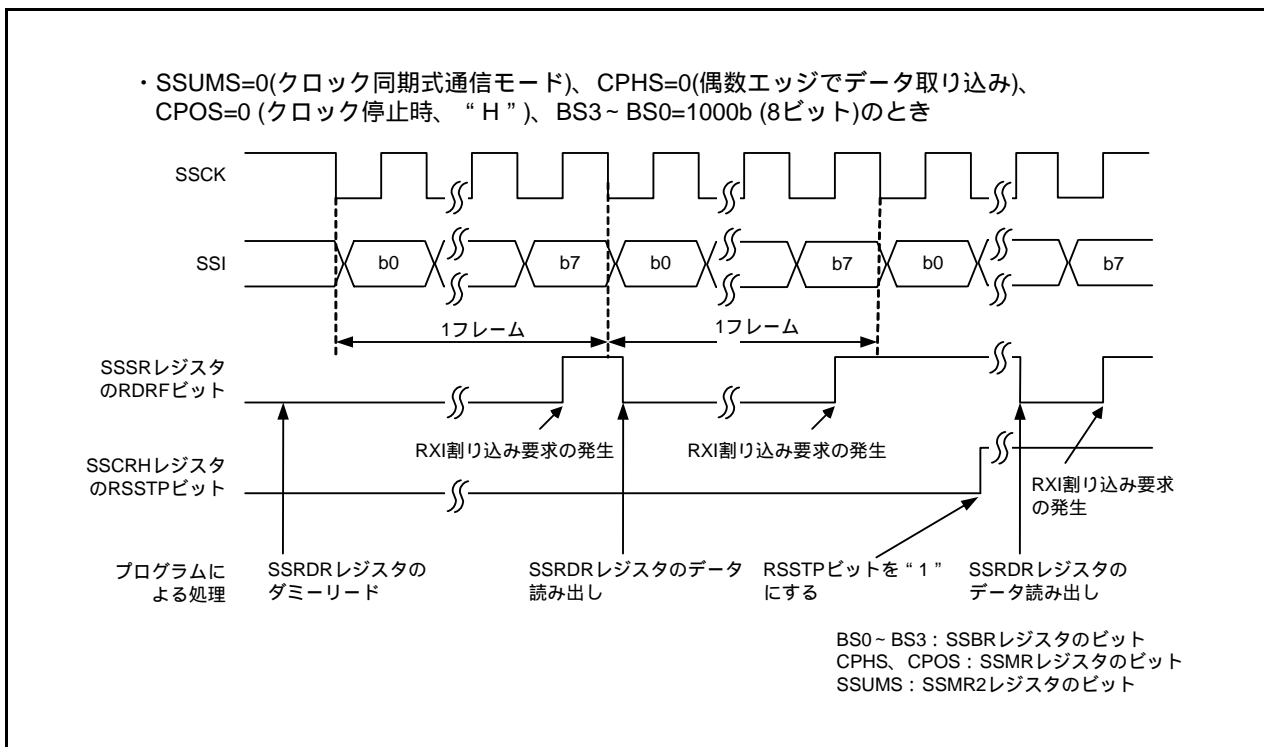 ・SSUMS=0(クロック同期式通信モード)、CPHS=0(偶数エッジでデータ取り込み)、
CPOS=0 (クロック停止時、“H”)、BS3~BS0=1000b (8ビット)のとき
SSCK
SSI
b0
b7
b0
b7
b0
b7
1フレーム
1フレーム
SSSRレジスタ
のRDRFビット
RXI割り込み要求の発生
RXI割り込み要求の発生
RXI割り込み要求
の発生
SSCRHレジスタ
のRSSTPビット
プログラムに
よる処理
SSRDRレジスタの
ダミーリード
SSRDRレジスタのデータ
読み出し
RSSTPビットを“1”
にする
SSRDRレジスタの
データ読み出し
BS0~BS3:SSBRレジスタのビット
CPHS、CPOS:SSMRレジスタのビット
SSUMS:SSMR2レジスタのビット